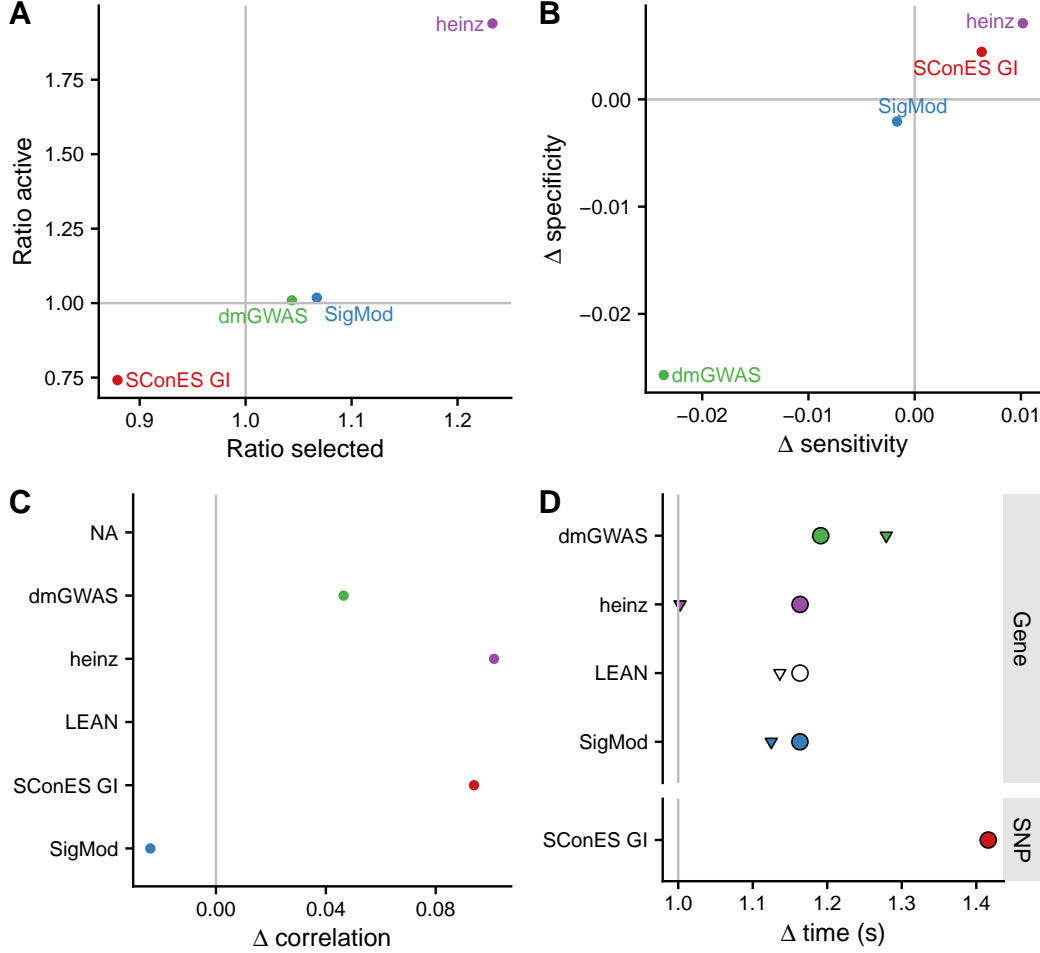 A
heinz
1.75
1.50
1.25
1.00
0.75
Ratio active
dmGWAS
SigMod
SConES GI
0.9
1.0
1.1
1.2
Ratio selected
B
heinz
SConES GI
SigMod
0.00
−0.01
−0.02
Δ specificity
dmGWAS
−0.02
−0.01
0.00
0.01
Δ sensitivity
C
NA
dmGWAS
heinz
LEAN
SConES GI
SigMod
0.00
0.04
0.08
Δ correlation
D
dmGWAS
heinz
LEAN
SigMod
Gene
SConES GI
SNP
1.0
1.1
1.2
1.3
1.4
Δ time (s)